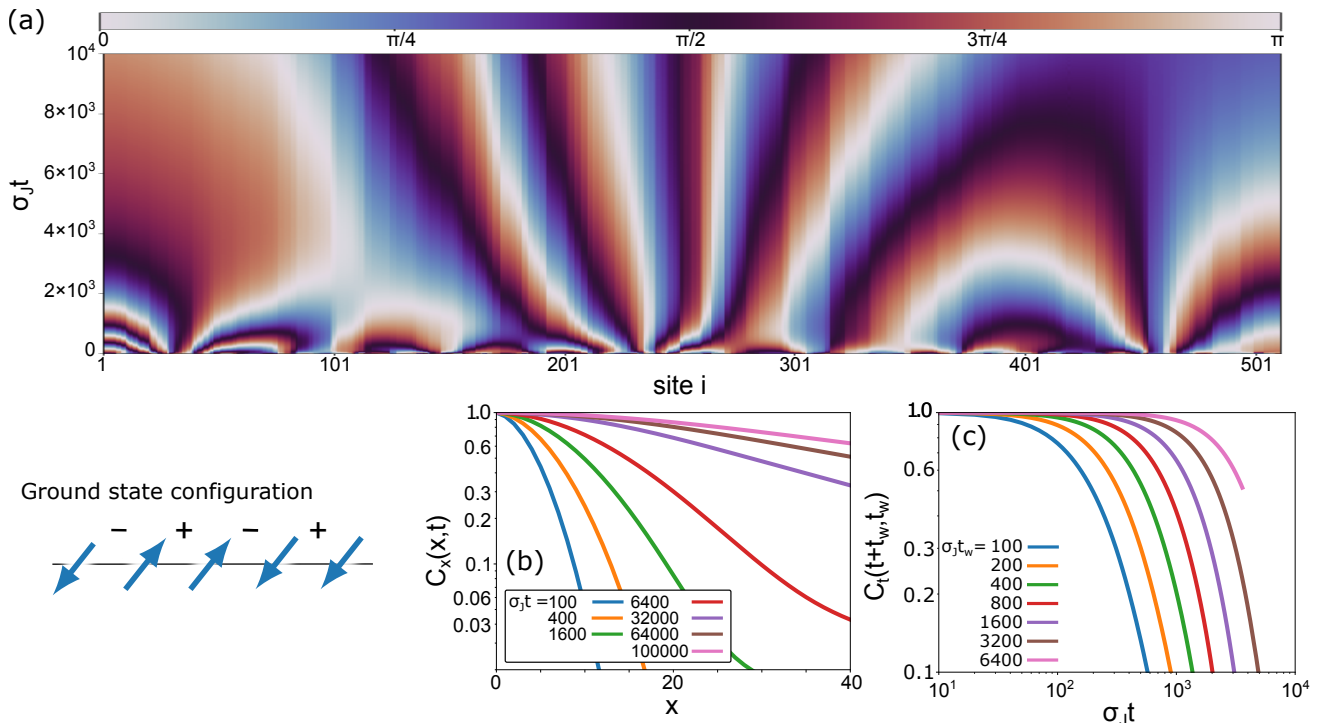 (a)
0 π/4 π/2 3π/4 π
10⁴
8×10³
6×10³
4×10³
2×10³
0
σ_J t
1 101 201 301 401 501
site i
Ground state configuration
− + − +
1.0
0.6
0.3
0.2
0.1
0.06
0.03
C_x(x,t)
(b)
σ_J t =100 6400
400 32000
1600 64000
100000
0 10 20 30 40
x
1.0
0.6
0.3
0.2
0.1
C_t(t+t_w,t_w)
(c)
σ_J t_w= 100
200
400
800
1600
3200
6400
10¹ 10² 10³ 10⁴
σ_J t